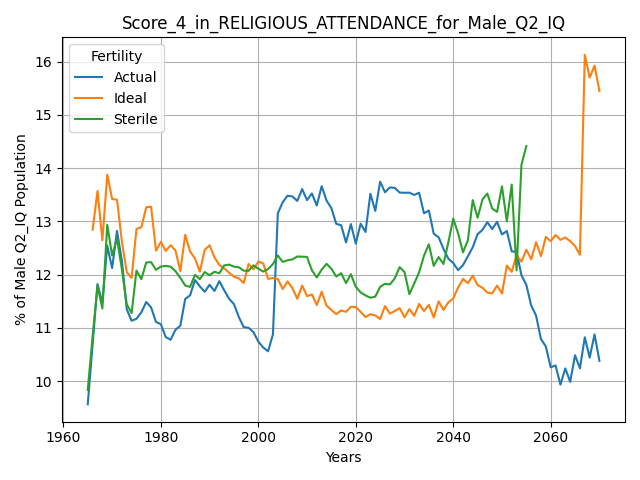 Score_4_in_RELIGIOUS_ATTENDANCE_for_Male_Q2_IQ
Fertility
Actual
Ideal
Sterile
% of Male Q2_IQ Population
16
15
14
13
12
11
10
1960
1980
2000
2020
2040
2060
Years